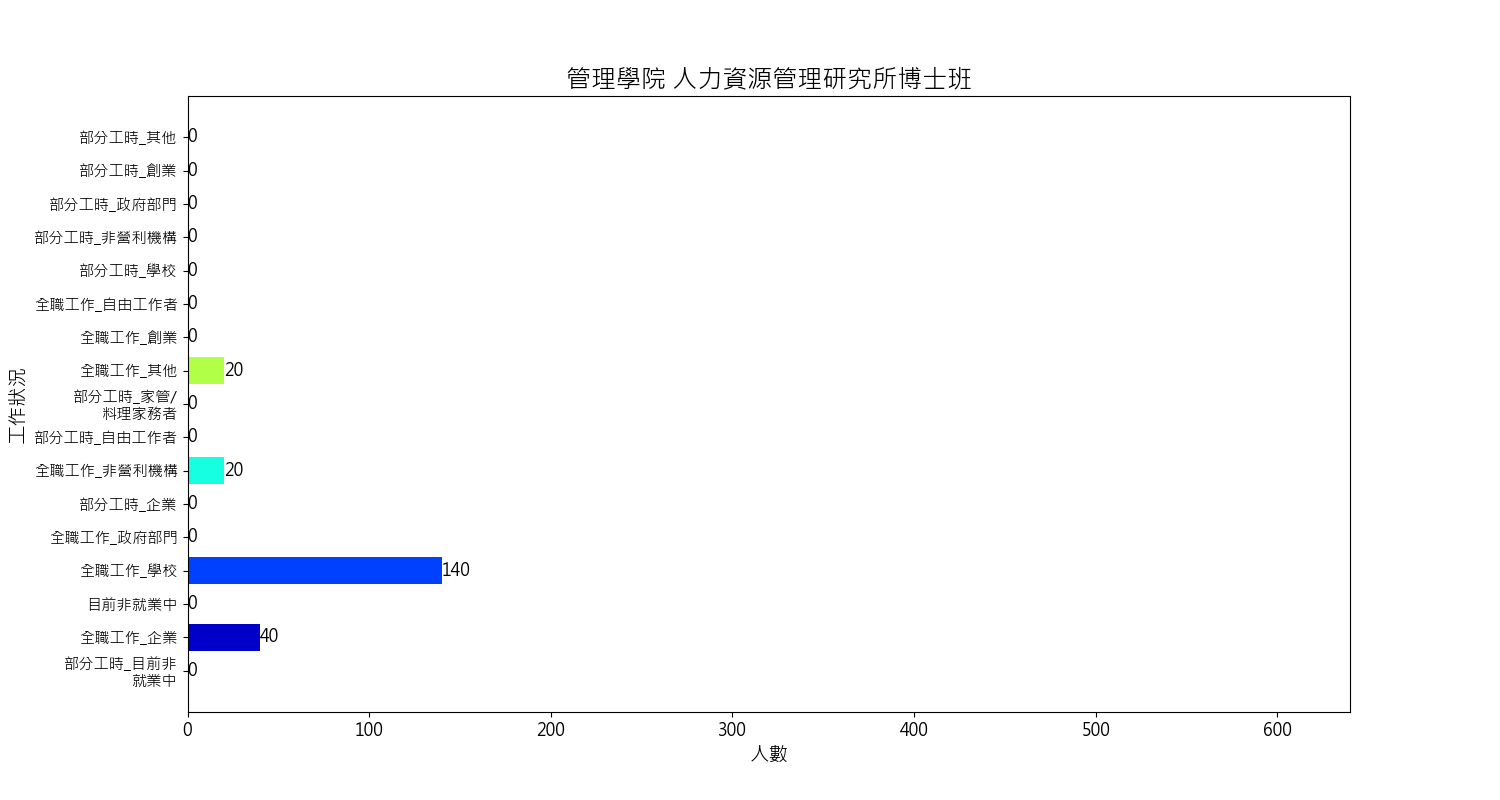 管理學院 人力資源管理研究所博士班
部分工時_其他 0
部分工時_創業 0
部分工時_政府部門 0
部分工時_非營利機構 0
部分工時_學校 0
全職工作_自由工作者 0
全職工作_創業 0
全職工作_其他 20
部分工時_家管/
料理家務者 0
部分工時_自由工作者 0
全職工作_非營利機構 20
部分工時_企業 0
全職工作_政府部門 0
全職工作_學校 140
目前非就業中 0
全職工作_企業 40
部分工時_目前非
就業中 0
工作狀況
0 100 200 300 400 500 600
人數